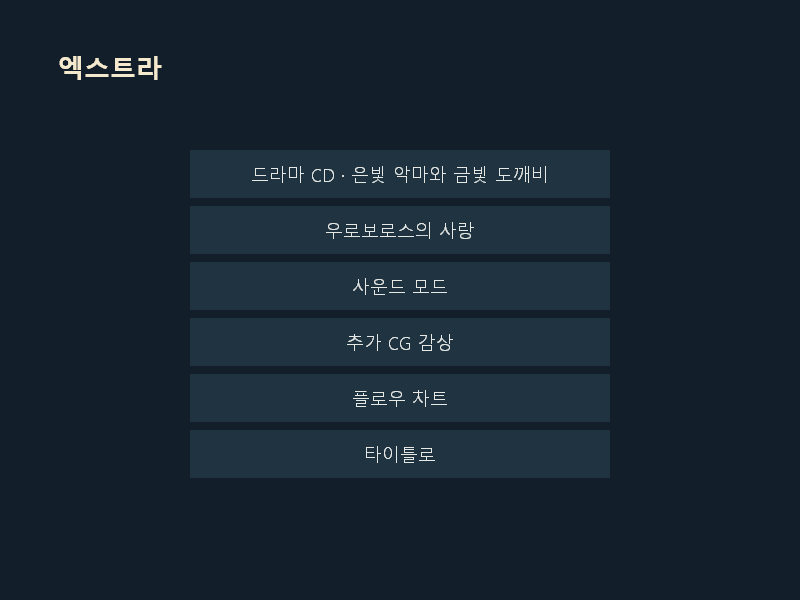 엑스트라
드라마 CD · 은빛 악마와 금빛 도깨비
우로보로스의 사랑
사운드 모드
추가 CG 감상
플로우 차트
타이틀로